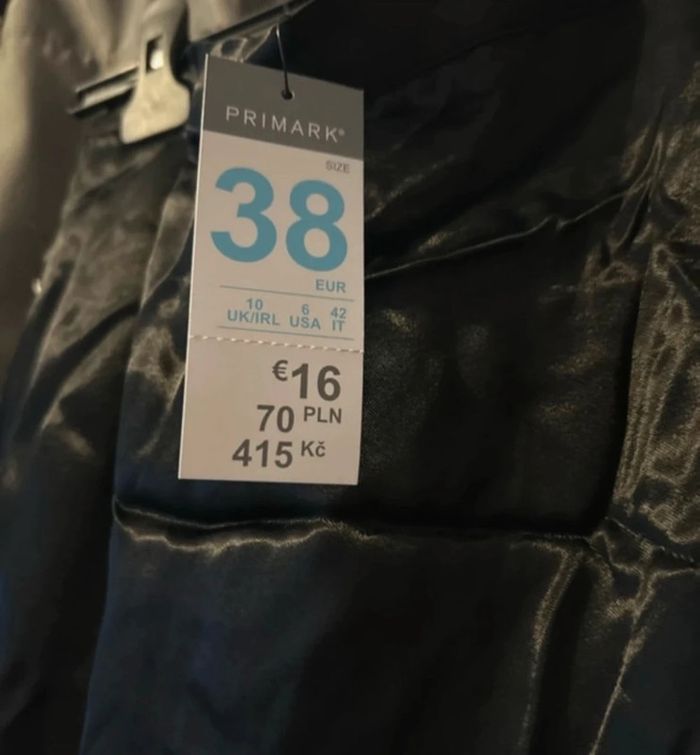 PRIMARK®
SIZE
38
EUR
10 6 42
UK/IRL USA IT
€16
70 PLN
415 Kč